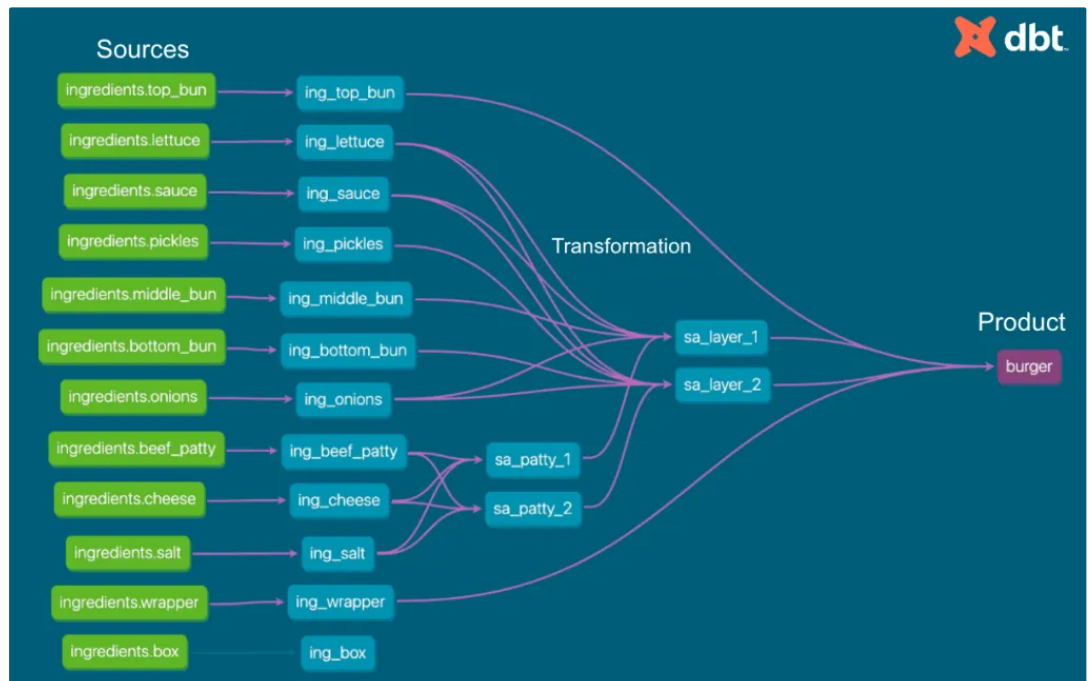 dbt™
Sources
ingredients.top_bun
ing_top_bun
ingredients.lettuce
ing_lettuce
ingredients.sauce
ing_sauce
ingredients.pickles
ing_pickles
Transformation
ingredients.middle_bun
ing_middle_bun
ingredients.bottom_bun
ing_bottom_bun
sa_layer_1
Product
burger
sa_layer_2
ingredients.onions
ing_onions
ingredients.beef_patty
ing_beef_patty
sa_patty_1
ingredients.cheese
ing_cheese
sa_patty_2
ingredients.salt
ing_salt
ingredients.wrapper
ing_wrapper
ingredients.box
ing_box